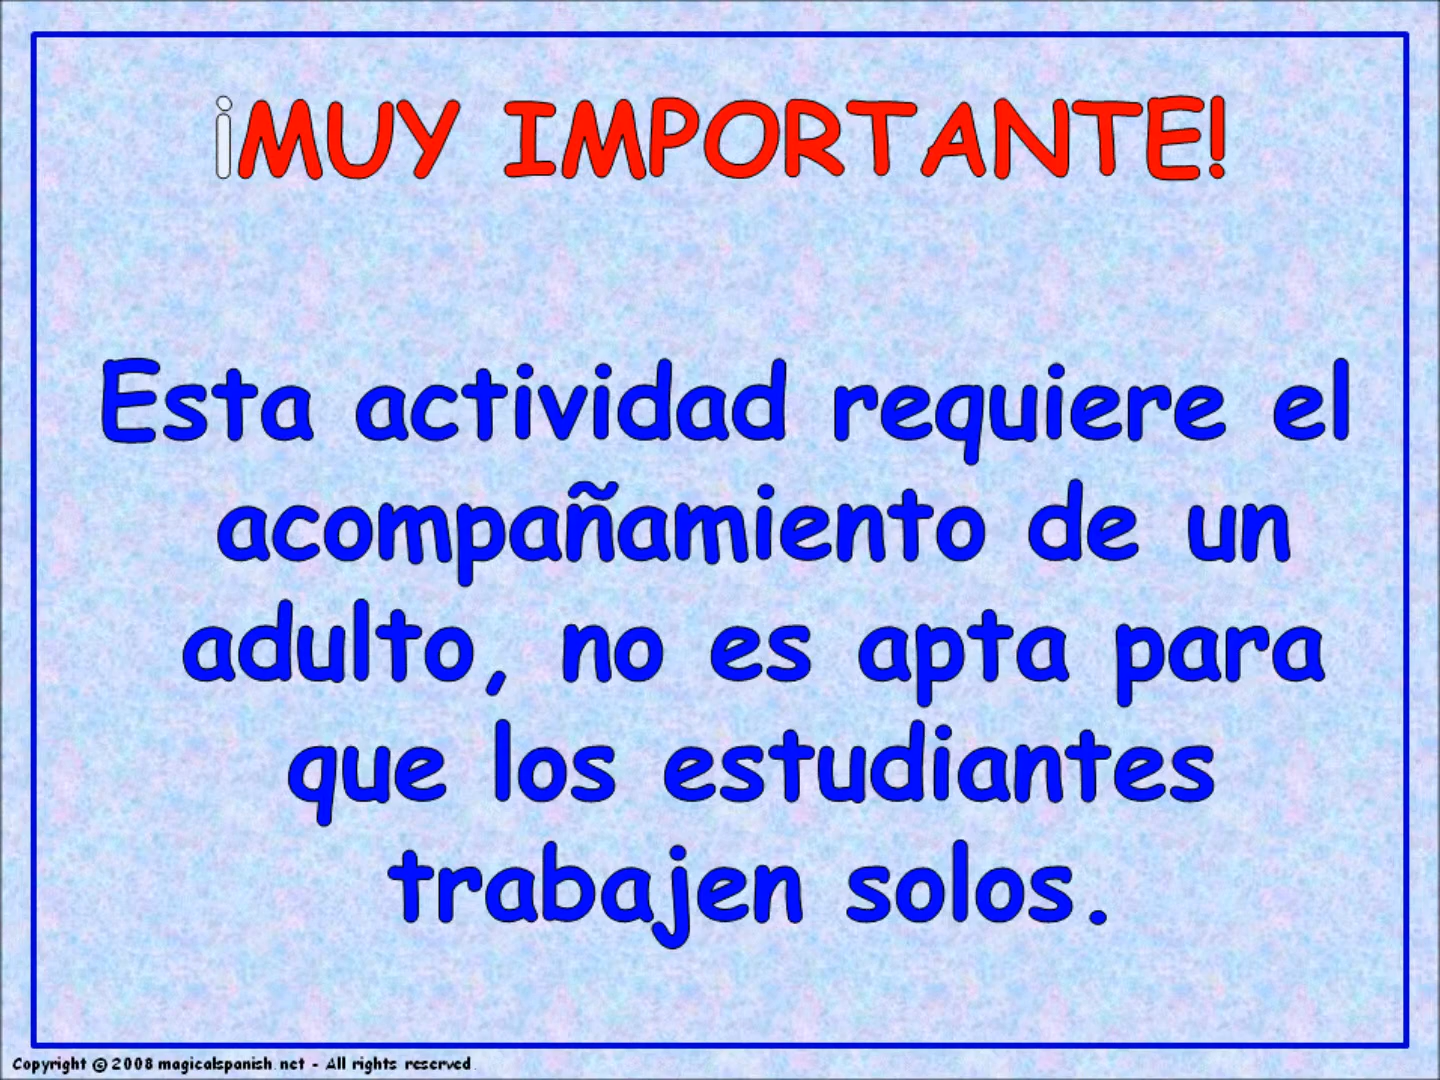 ¡MUY IMPORTANTE!
Esta actividad requiere el
acompañamiento de un
adulto, no es apta para
que los estudiantes
trabajen solos.
Copyright © 2008 magicalspanish.net - All rights reserved.